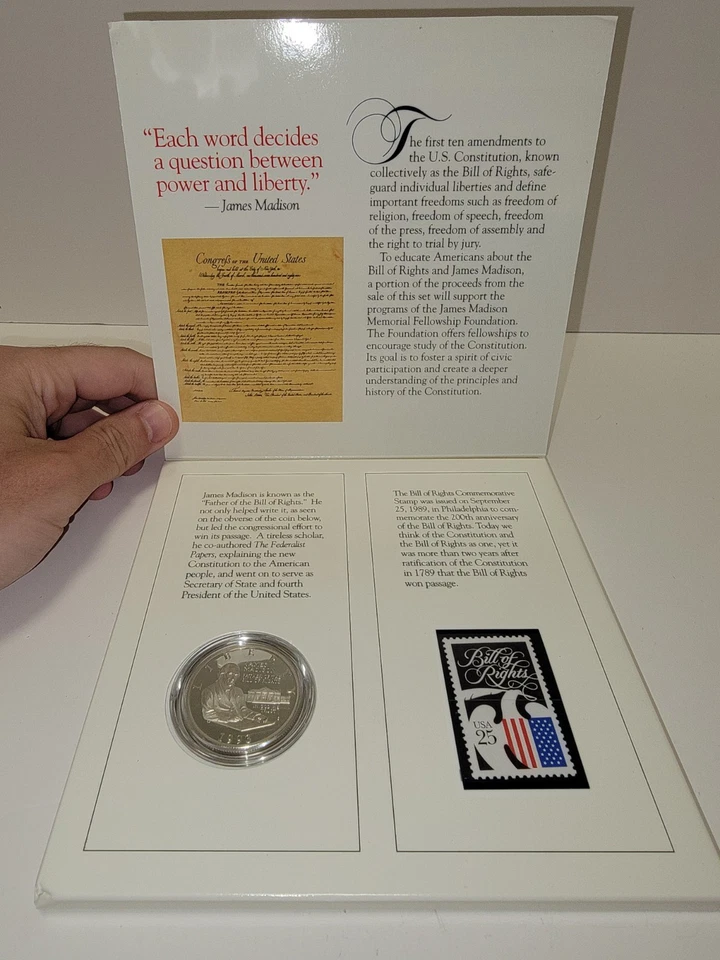 “Each word decides
a question between
power and liberty.”
— James Madison
The first ten amendments to
the U.S. Constitution, known
collectively as the Bill of Rights, safe-
guard individual liberties and define
important freedoms such as freedom of
religion, freedom of speech, freedom
of the press, freedom of assembly and
the right to trial by jury.
To educate Americans about the
Bill of Rights and James Madison,
a portion of the proceeds from the
sale of this set will support the
programs of the James Madison
Memorial Fellowship Foundation.
The Foundation offers fellowships to
encourage study of the Constitution.
Its goal is to foster a spirit of civic
participation and create a deeper
understanding of the principles and
history of the Constitution.
Congreſs OF THE United States
James Madison is known as the
“Father of the Bill of Rights.” He
not only helped write it, as seen
on the obverse of the coin below,
but led the congressional effort to
win its passage. A tireless scholar,
he co-authored The Federalist
Papers, explaining the new
Constitution to the American
people, and went on to serve as
Secretary of State and fourth
President of the United States.
The Bill of Rights Commemorative
Stamp was issued on September
25, 1989, in Philadelphia to com-
memorate the 200th anniversary
of the Bill of Rights. Today we
think of the Constitution and
the Bill of Rights as one, yet it
was more than two years after
ratification of the Constitution
in 1789 that the Bill of Rights
won passage.
1993
Bill of
Rights
USA
25